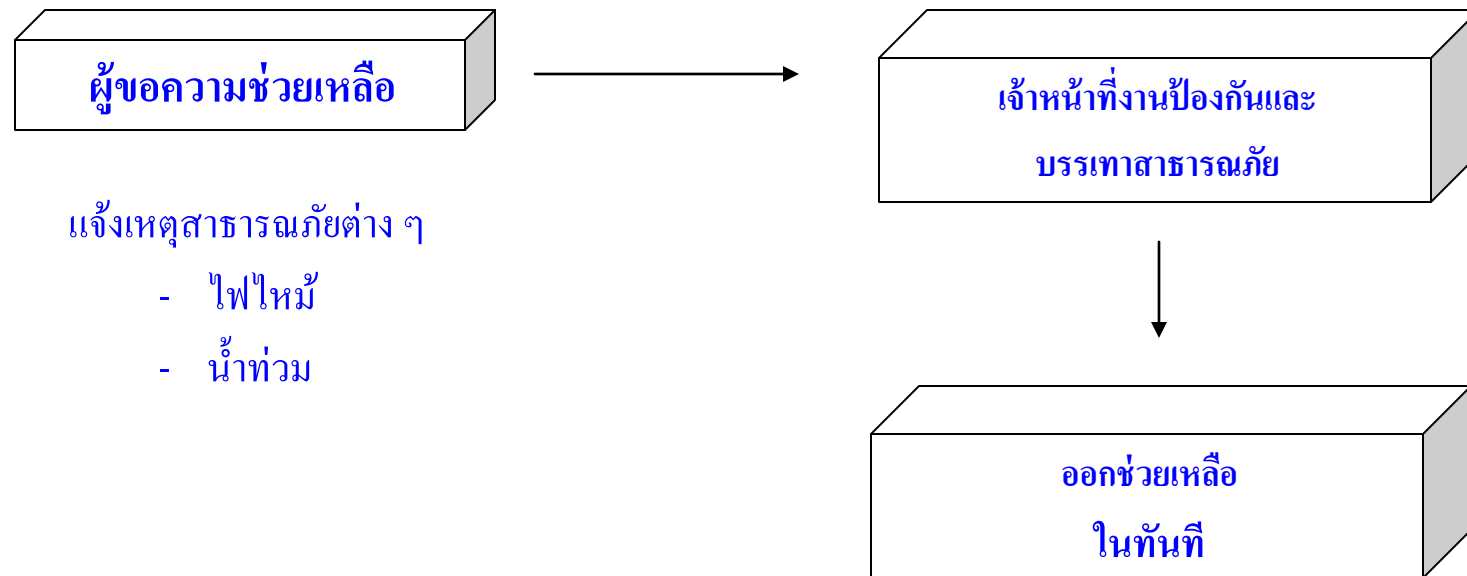 ผู้ขอความช่วยเหลือ
แจ้งเหตุสาธารณภัยต่าง ๆ
- ไฟไหม้
- น้ำท่วม
เจ้าหน้าที่งานป้องกันและ
บรรเทาสาธารณภัย
ออกช่วยเหลือ
ในทันที